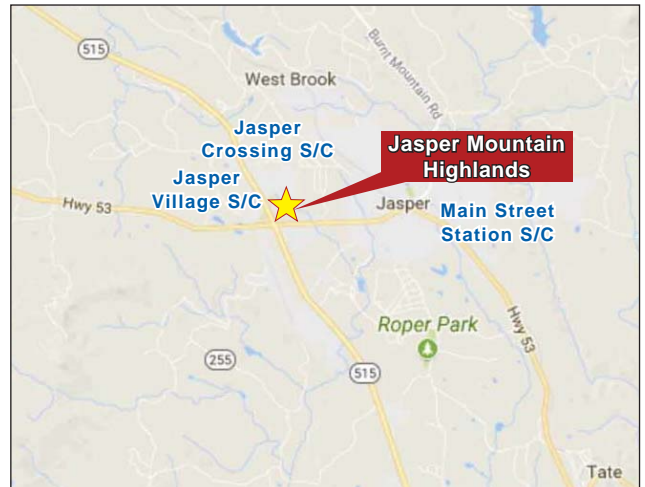 515
Burnt Mountain Rd
West Brook
Jasper
Crossing S/C
Jasper Mountain
Highlands
Jasper
Village S/C
Hwy 53
Jasper
Main Street
Station S/C
Hwy 53
Roper Park
255
515
Tate